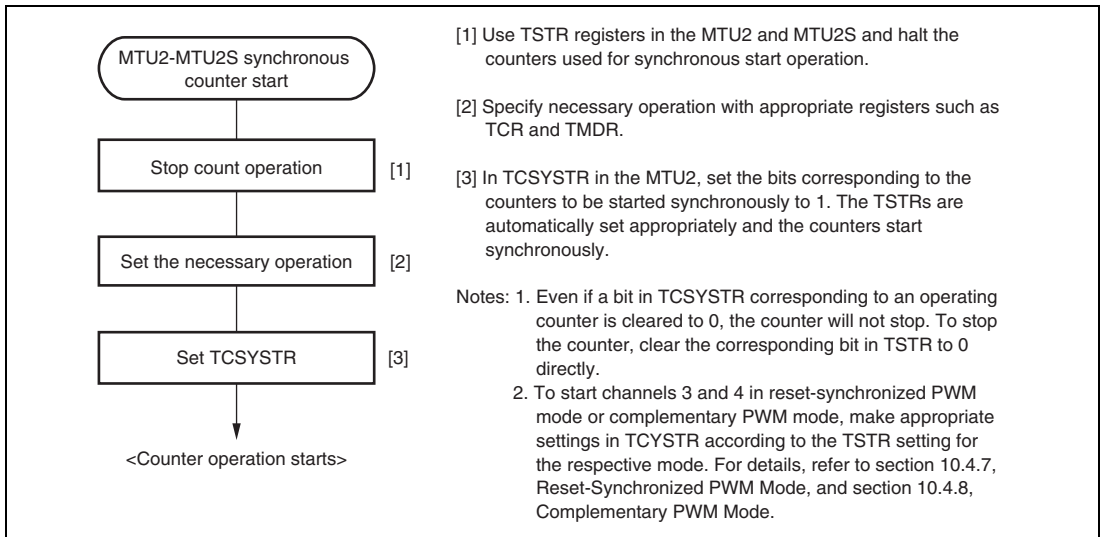 MTU2-MTU2S synchronous
counter start
Stop count operation
[1]
Set the necessary operation
[2]
Set TCSYSTR
[3]
<Counter operation starts>
[1] Use TSTR registers in the MTU2 and MTU2S and halt the
counters used for synchronous start operation.
[2] Specify necessary operation with appropriate registers such as
TCR and TMDR.
[3] In TCSYSTR in the MTU2, set the bits corresponding to the
counters to be started synchronously to 1. The TSTRs are
automatically set appropriately and the counters start
synchronously.
Notes: 1. Even if a bit in TCSYSTR corresponding to an operating
counter is cleared to 0, the counter will not stop. To stop
the counter, clear the corresponding bit in TSTR to 0
directly.
2. To start channels 3 and 4 in reset-synchronized PWM
mode or complementary PWM mode, make appropriate
settings in TCYSTR according to the TSTR setting for
the respective mode. For details, refer to section 10.4.7,
Reset-Synchronized PWM Mode, and section 10.4.8,
Complementary PWM Mode.